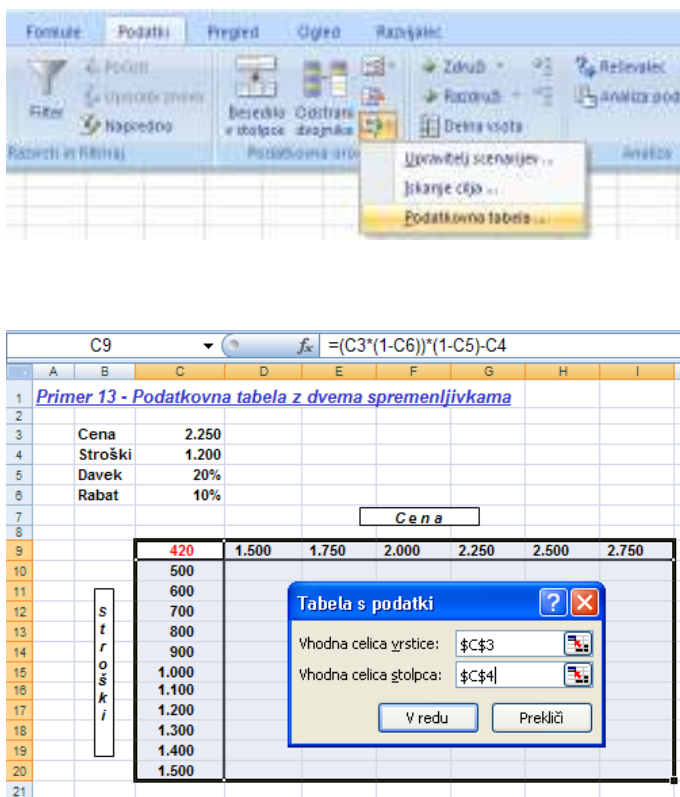 Formule Podatki Pregled Ogled Razvijalec
Filter
Napredno
Besedilo v stolpce
Združi
Razdruži
Delna vsota
Reševalec
Analiza pod
Razvrsti in filtriraj
Analiza
Upravitelj scenarijev ...
Iskanje cilja ...
Podatkovna tabela ...
C9 fx =(C3*(1-C6))*(1-C5)-C4
A B C D E F G H I
1 Primer 13 - Podatkovna tabela z dvema spremenljivkama
2
3 Cena 2.250
4 Stroški 1.200
5 Davek 20%
6 Rabat 10%
7 Cena
8
9 420 1.500 1.750 2.000 2.250 2.500 2.750
10 500
11 600
12 700
13 800
14 900
15 1.000
16 1.100
17 1.200
18 1.300
19 1.400
20 1.500
21
stroški
Tabela s podatki
Vhodna celica vrstice: $C$3
Vhodna celica stolpca: $C$4
V redu Prekliči